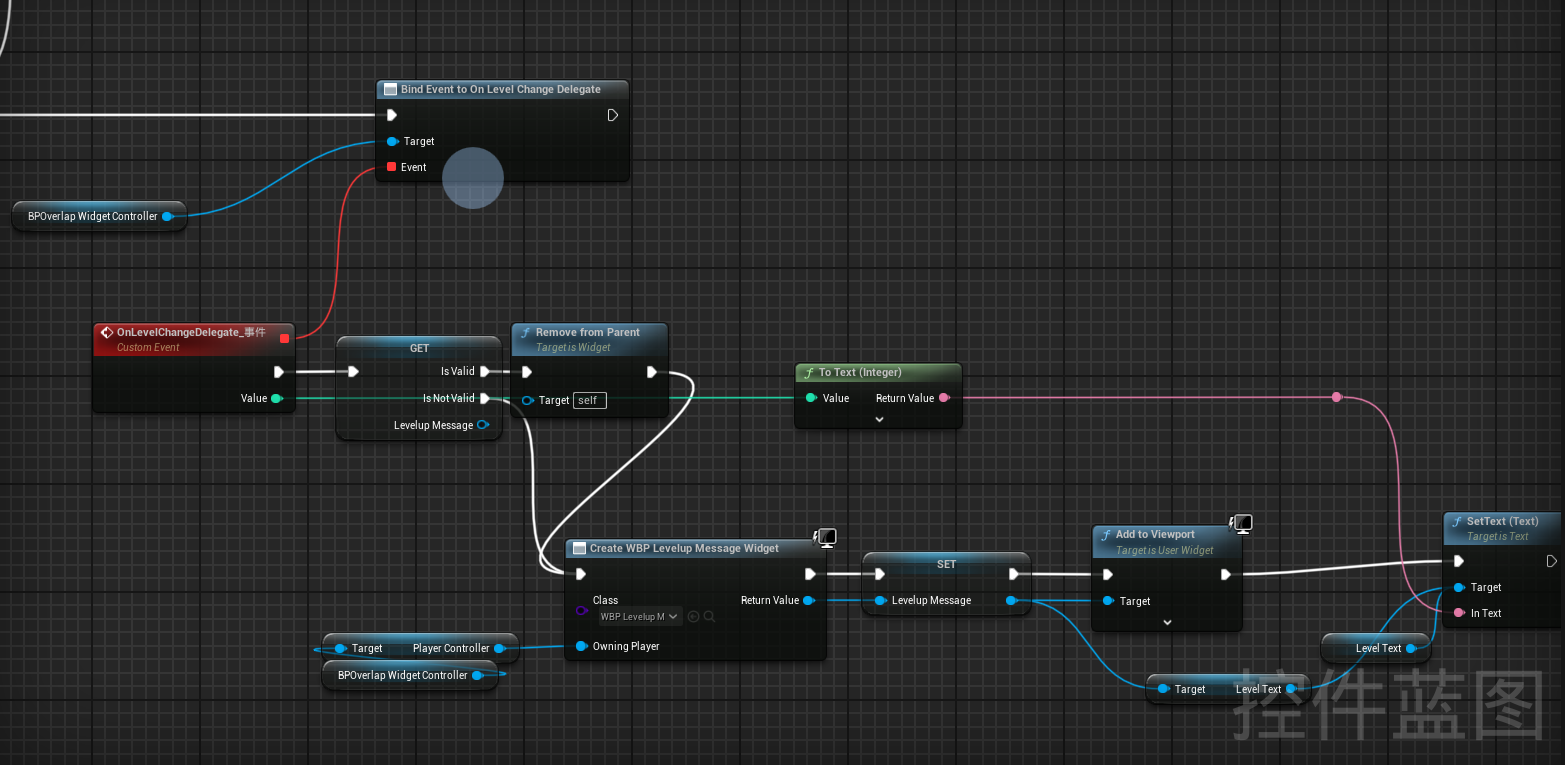 Bind Event to On Level Change Delegate
Target
Event
BPOverlap Widget Controller
OnLevelChangeDelegate_事件
Custom Event
Value
GET
Is Valid
Is Not Valid
Levelup Message
Remove from Parent
Target is Widget
Target self
To Text (Integer)
Value Return Value
Create WBP Levelup Message Widget
Class
WBP Levelup M
Return Value
Owning Player
SET
Levelup Message
Add to Viewport
Target is User Widget
Target
SetText (Text)
Target is Text
Target
In Text
Target Player Controller
BPOverlap Widget Controller
Level Text
Target Level Text
控件蓝图